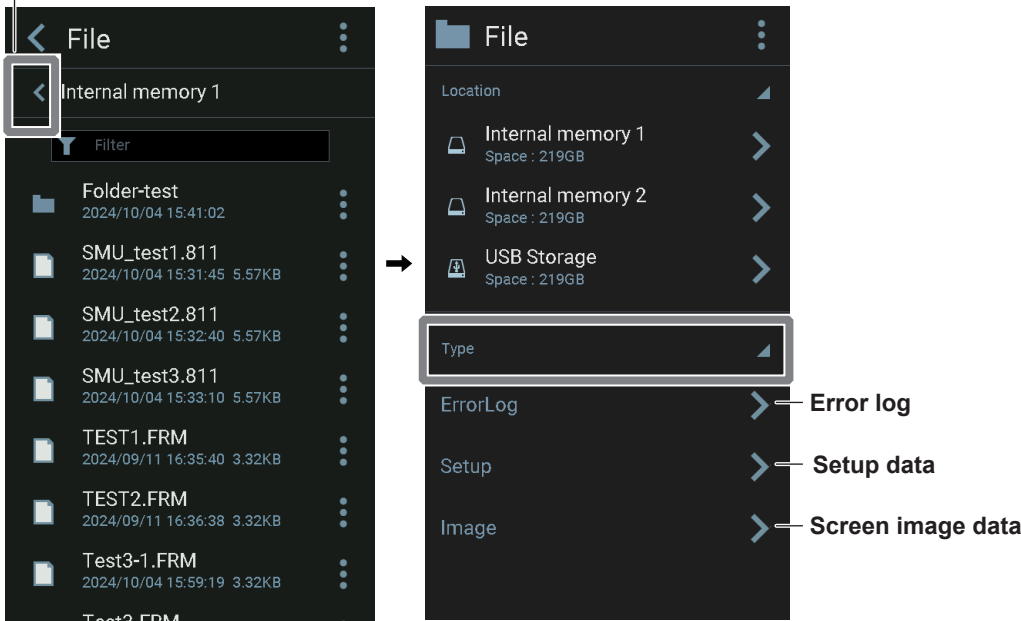 File
Internal memory 1
Filter
Folder-test
2024/10/04 15:41:02
SMU_test1.811
2024/10/04 15:31:45 5.57KB
SMU_test2.811
2024/10/04 15:32:40 5.57KB
SMU_test3.811
2024/10/04 15:33:10 5.57KB
TEST1.FRM
2024/09/11 16:35:40 3.32KB
TEST2.FRM
2024/09/11 16:36:38 3.32KB
Test3-1.FRM
2024/10/04 15:59:19 3.32KB
File
Location
Internal memory 1
Space : 219GB
Internal memory 2
Space : 219GB
USB Storage
Space : 219GB
Type
ErrorLog
Error log
Setup
Setup data
Image
Screen image data